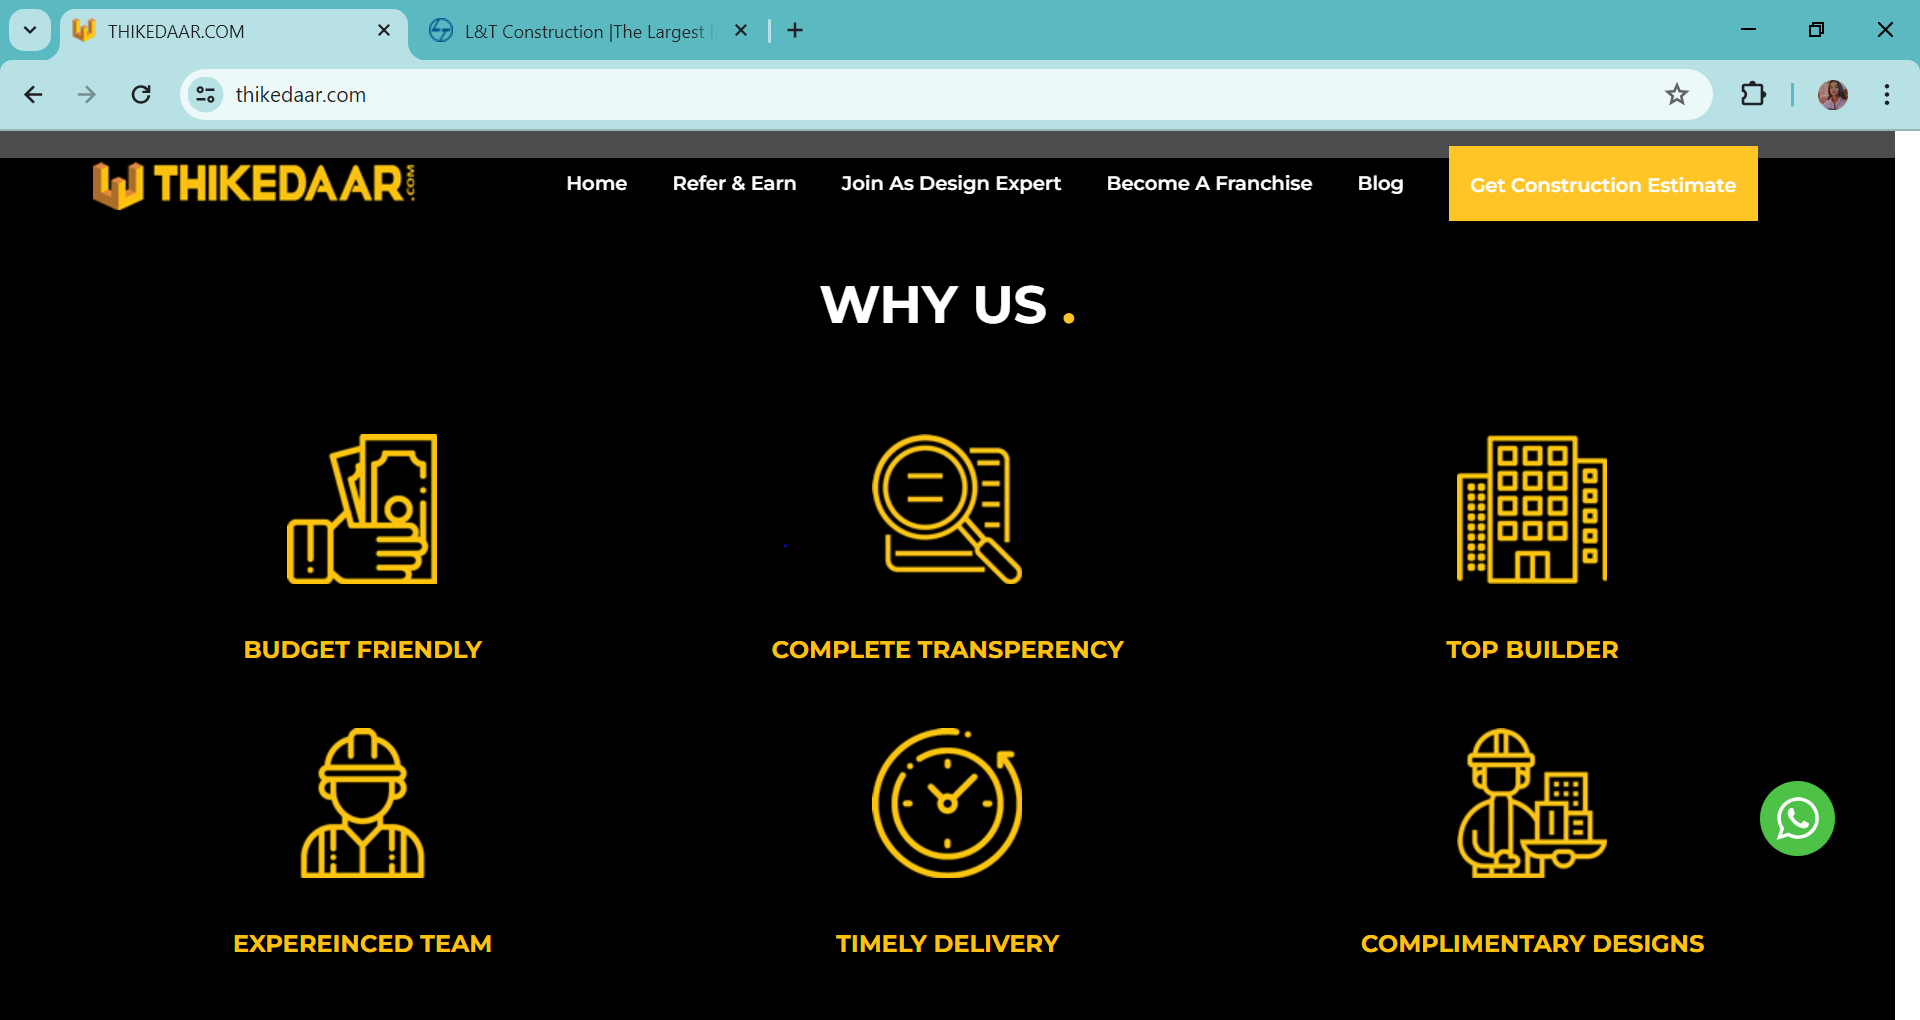 THIKEDAAR.COM
L&T Construction |The Largest
thikedaar.com
THIKEDAAR.COM
Home
Refer & Earn
Join As Design Expert
Become A Franchise
Blog
Get Construction Estimate
WHY US .
BUDGET FRIENDLY
COMPLETE TRANSPERENCY
TOP BUILDER
EXPEREINCED TEAM
TIMELY DELIVERY
COMPLIMENTARY DESIGNS